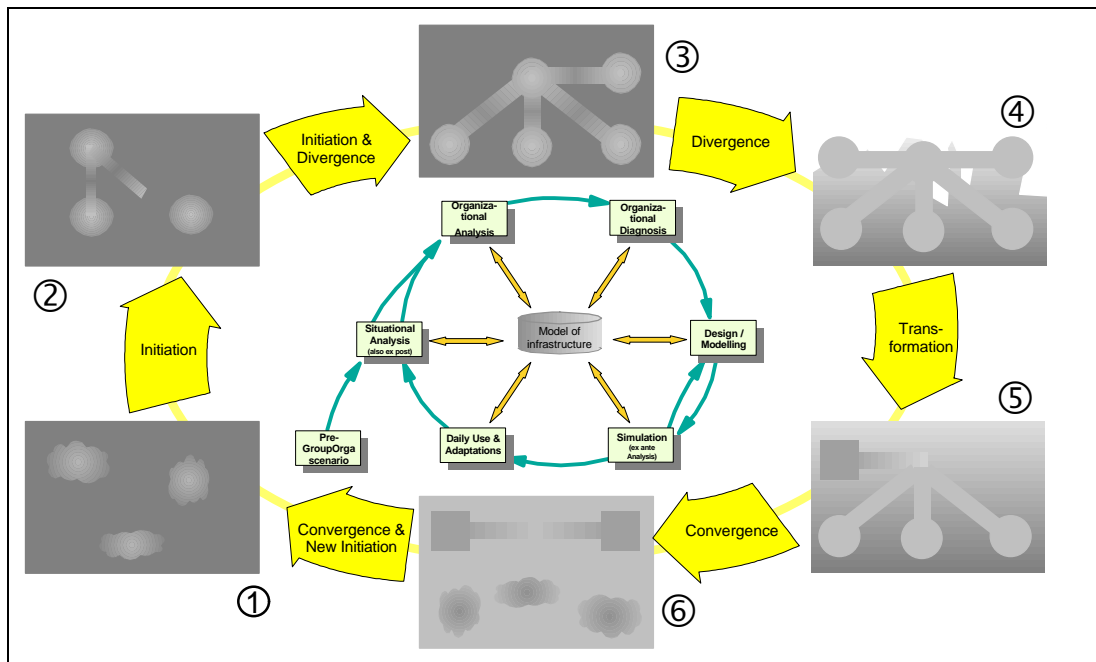 ③
④
Initiation &
Divergence
Divergence
Organiza-
tional
Analysis
Organiza-
tional
Diagnosis
②
Model of
infrastructure
Situational
Analysis
(also ex post)
Design /
Modelling
Initiation
Trans-
formation
⑤
Pre-
GroupOrga
scenario
Daily Use &
Adaptations
Simulation
(ex ante
Analysis)
Convergence &
New Initiation
Convergence
①
⑥